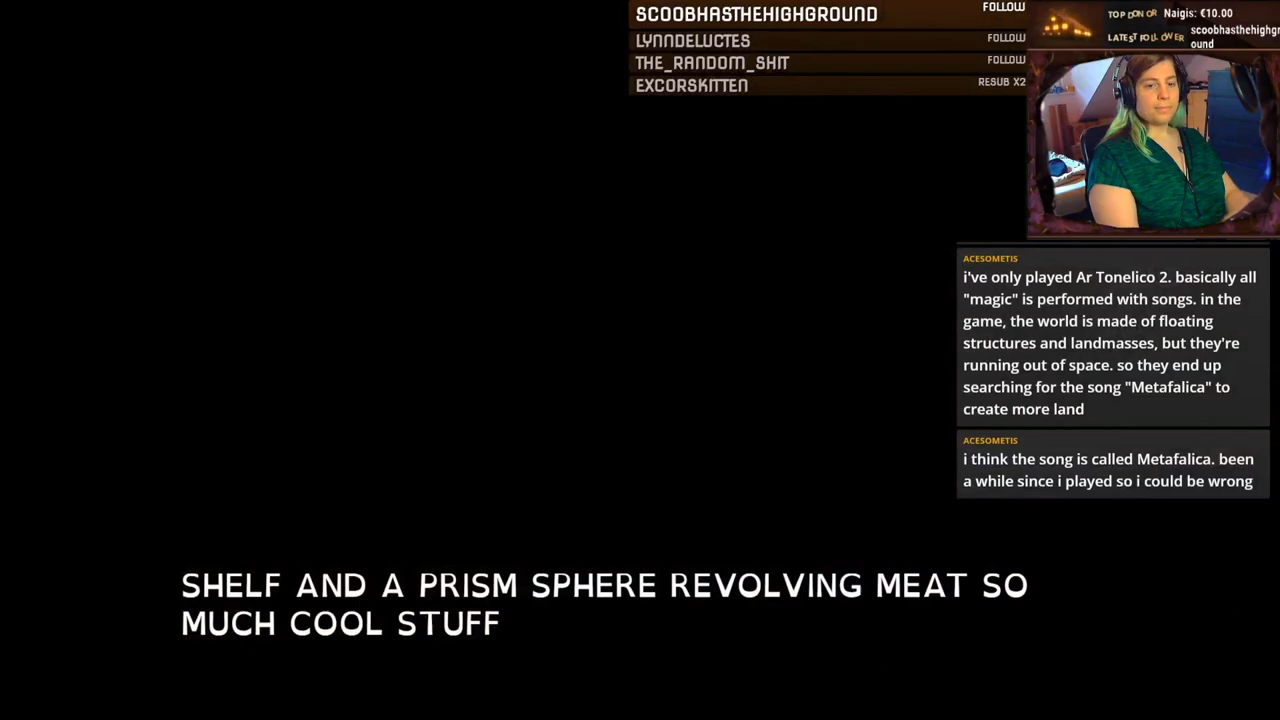 SCOOBHASTHEHIGHGROUND FOLLOW
LYNNDELUCTES FOLLOW
THE_RANDOM_SHIT FOLLOW
EXCORSKITTEN RESUB X2
TOP DONOR Naigis: €10.00
LATEST FOLLOWER scoobhasthehighgr
ound
ACESOMETIS
i've only played Ar Tonelico 2. basically all
"magic" is performed with songs. in the
game, the world is made of floating
structures and landmasses, but they're
running out of space. so they end up
searching for the song "Metafalica" to
create more land
ACESOMETIS
i think the song is called Metafalica. been
a while since i played so i could be wrong
SHELF AND A PRISM SPHERE REVOLVING MEAT SO
MUCH COOL STUFF